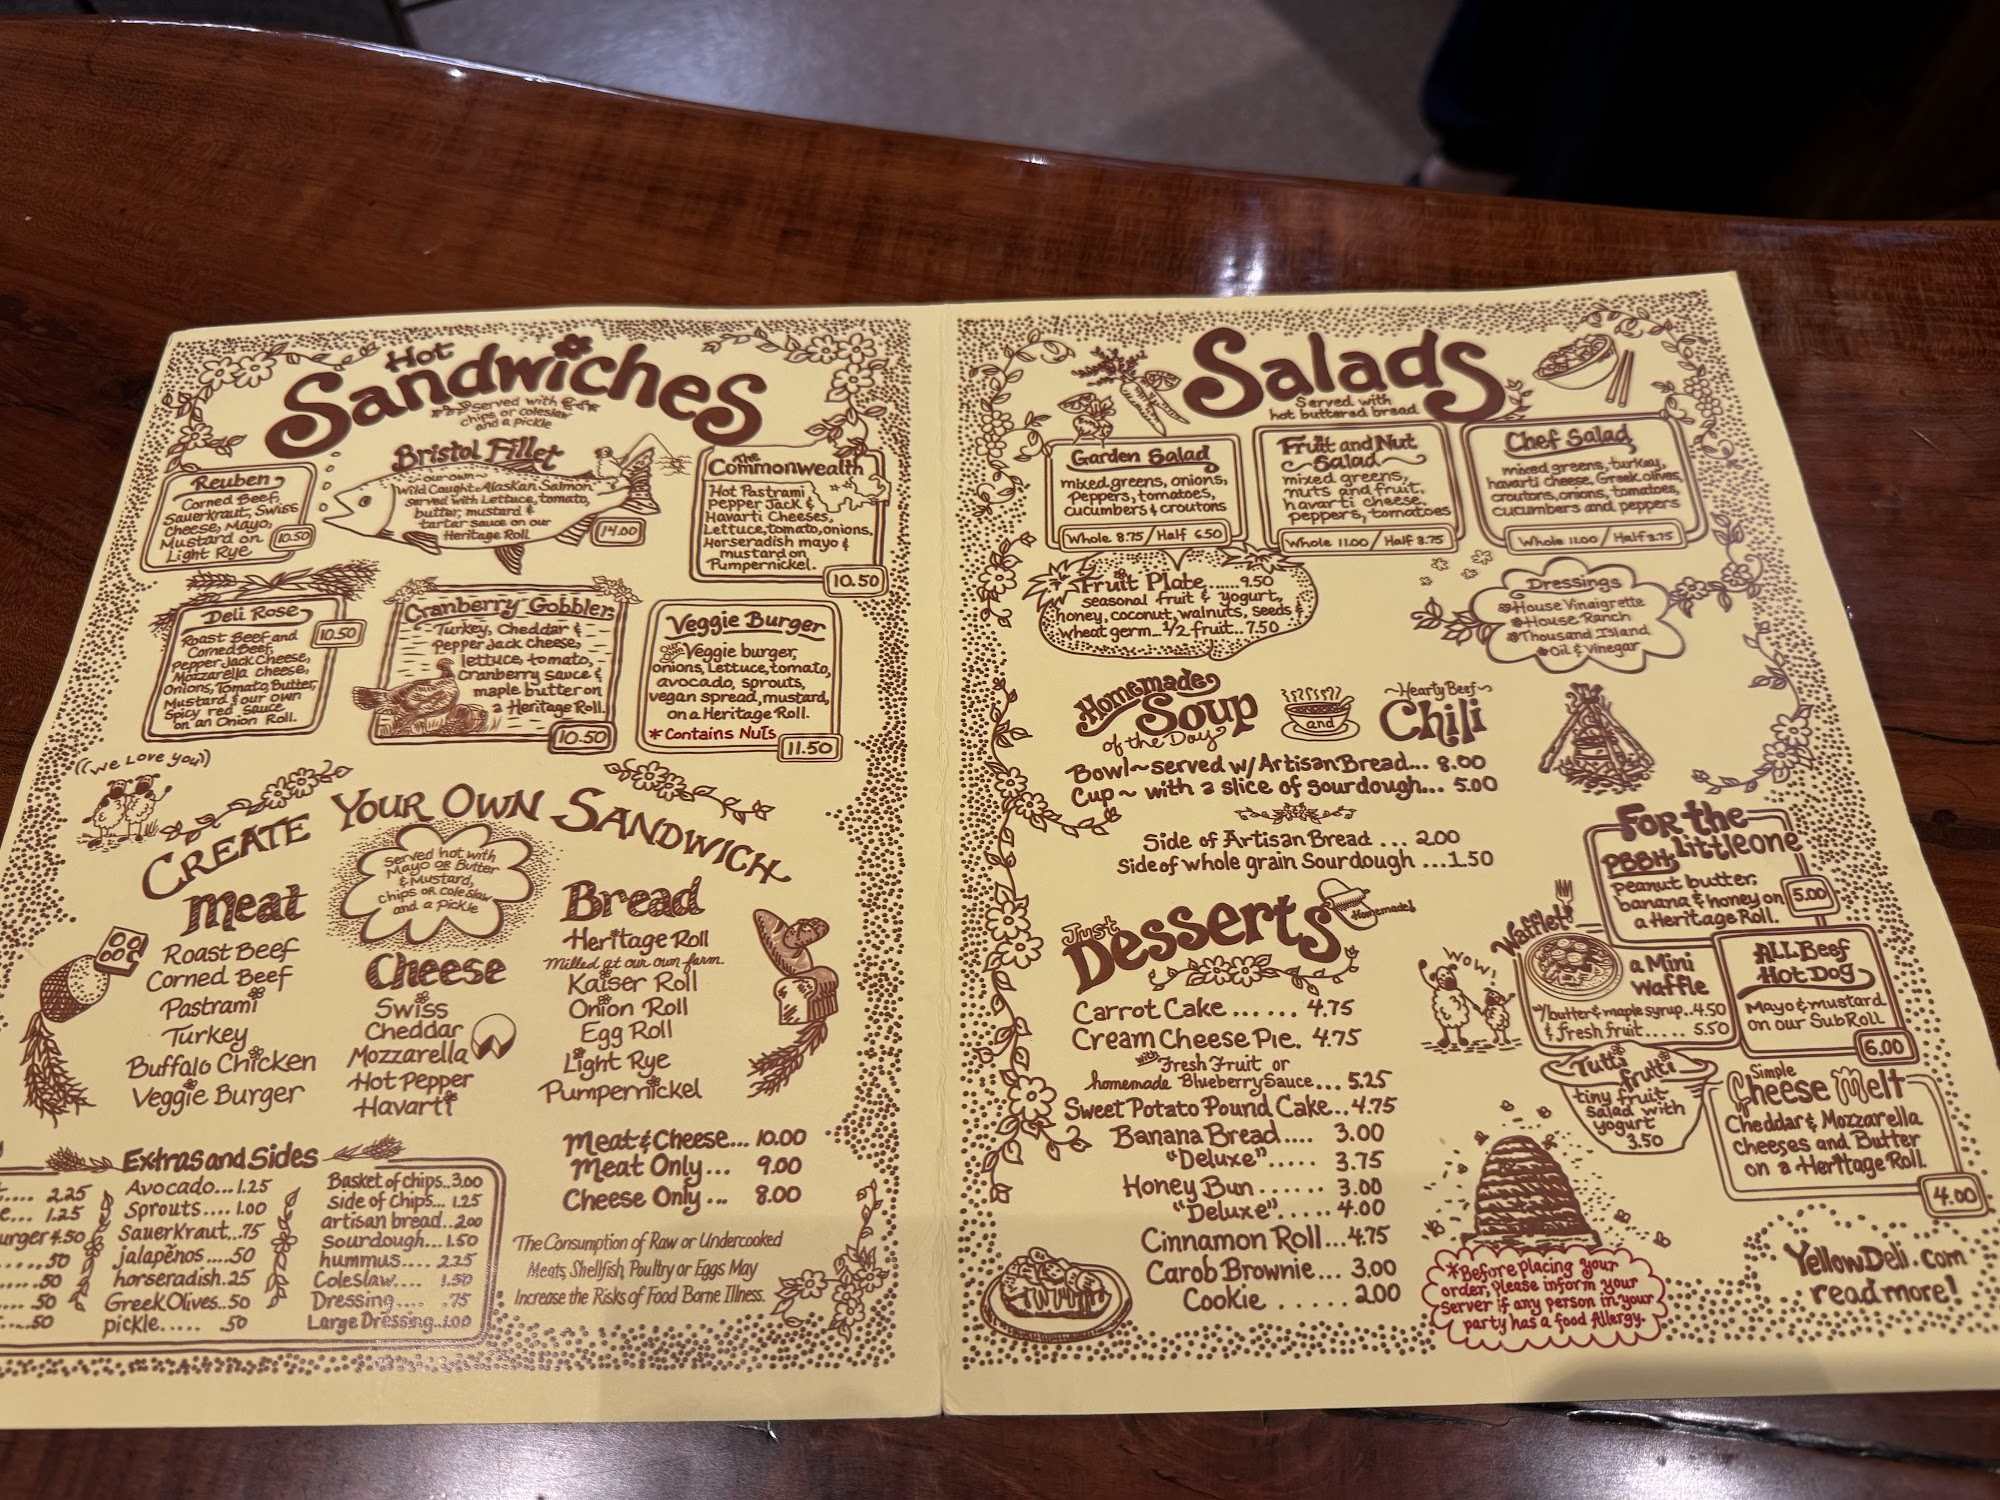 Hot
Sandwiches
Served with
chips or coleslaw
and a pickle
Reuben
Corned Beef,
Sauerkraut, Swiss
Cheese, Mayo,
Mustard on
Light Rye
10.50
Bristol Fillet
our own
Wild Caught Alaskan Salmon
served with Lettuce, tomato,
butter, mustard &
tartar sauce on our
Heritage Roll
14.00
The
Commonwealth
Hot Pastrami
Pepper Jack &
Havarti Cheeses,
Lettuce, tomato, onions,
Horseradish mayo &
mustard on
Pumpernickel.
10.50
Deli Rose
Roast Beef and
Corned Beef,
Pepper Jack Cheese,
Mozzarella cheese,
Onions, Tomato, Butter,
Mustard & our own
Spicy red sauce
on an Onion Roll.
10.50
Cranberry Gobbler
Turkey, Cheddar &
Pepper Jack cheese,
lettuce, tomato,
Cranberry sauce &
maple butter on
a Heritage Roll.
10.50
Veggie Burger
Our Own Veggie burger,
onions, Lettuce, tomato,
avocado, sprouts,
vegan spread, mustard,
on a Heritage Roll.
*Contains Nuts
11.50
((We Love you))
Create Your Own Sandwich
Served hot with
Mayo or Butter
& Mustard,
chips or coleslaw
and a pickle
Meat
Roast Beef
Corned Beef
Pastrami
Turkey
Buffalo Chicken
Veggie Burger
Cheese
Swiss
Cheddar
Mozzarella
Hot Pepper
Havarti
Bread
Heritage Roll
Milled at our own farm.
Kaiser Roll
Onion Roll
Egg Roll
Light Rye
Pumpernickel
Meat & Cheese... 10.00
Meat Only... 9.00
Cheese Only ... 8.00
Extras and Sides
.... 2.25
e... 1.25
urger 4.50
.....50
.....50
.... .50
.....50
Avocado... 1.25
Sprouts.... 1.00
Sauerkraut...75
jalapeños.....50
horseradish.25
Greek Olives..50
pickle..... .50
Basket of chips..3.00
side of chips... 1.25
artisan bread..2.00
sourdough...1.50
hummus.... 2.25
Coleslaw.... 1.50
Dressing.... .75
Large Dressing..1.00
The Consumption of Raw or Undercooked
Meats, Shellfish, Poultry or Eggs May
Increase the Risks of Food Borne Illness.
Salads
Served with
hot buttered bread
Garden Salad
mixed greens, onions,
Peppers, tomatoes,
cucumbers & croutons
Whole 8.75 / Half 6.50
Fruit and Nut
Salad
mixed greens,
nuts and fruit,
havarti cheese,
peppers, tomatoes
Whole 11.00 / Half 8.75
Chef Salad
mixed greens, turkey,
havarti cheese, Greek olives,
croutons, onions, tomatoes,
cucumbers and peppers
Whole 11.00 / Half 8.75
Fruit Plate......9.50
seasonal fruit & yogurt,
honey, coconut, walnuts, seeds &
wheat germ... 1/2 fruit...7.50
Dressings
House Vinaigrette
House Ranch
Thousand Island
Oil & Vinegar
Homemade
Soup
of the Day
and
~Hearty Beef~
Chili
Bowl~served w/Artisan Bread... 8.00
Cup~ with a slice of Sourdough... 5.00
Side of Artisan Bread ... 2.00
Side of whole grain Sourdough ...1.50
Just
Desserts
Homemade!
Carrot Cake...... 4.75
Cream Cheese Pie. 4.75
with Fresh Fruit or
homemade Blueberry Sauce... 5.25
Sweet Potato Pound Cake...4.75
Banana Bread.... 3.00
"Deluxe"..... 3.75
Honey Bun...... 3.00
"Deluxe"..... 4.00
Cinnamon Roll...4.75
Carob Brownie... 3.00
Cookie ..... 2.00
For the
Little one
PBBH
Peanut butter,
banana & honey on
a Heritage Roll.
5.00
WOW!
Wafflet
a Mini
Waffle
w/butter & maple syrup..4.50
& fresh fruit..... 5.50
All Beef
Hot Dog
Mayo & mustard
on our Sub Roll
6.00
Tutti
frutti
tiny fruit
salad with
yogurt
3.50
Simple
Cheese Melt
Cheddar & Mozzarella
Cheeses and Butter
on a Heritage Roll.
4.00
*Before placing your
order, please inform your
server if any person in your
party has a food Allergy.
YellowDeli.com
read more!